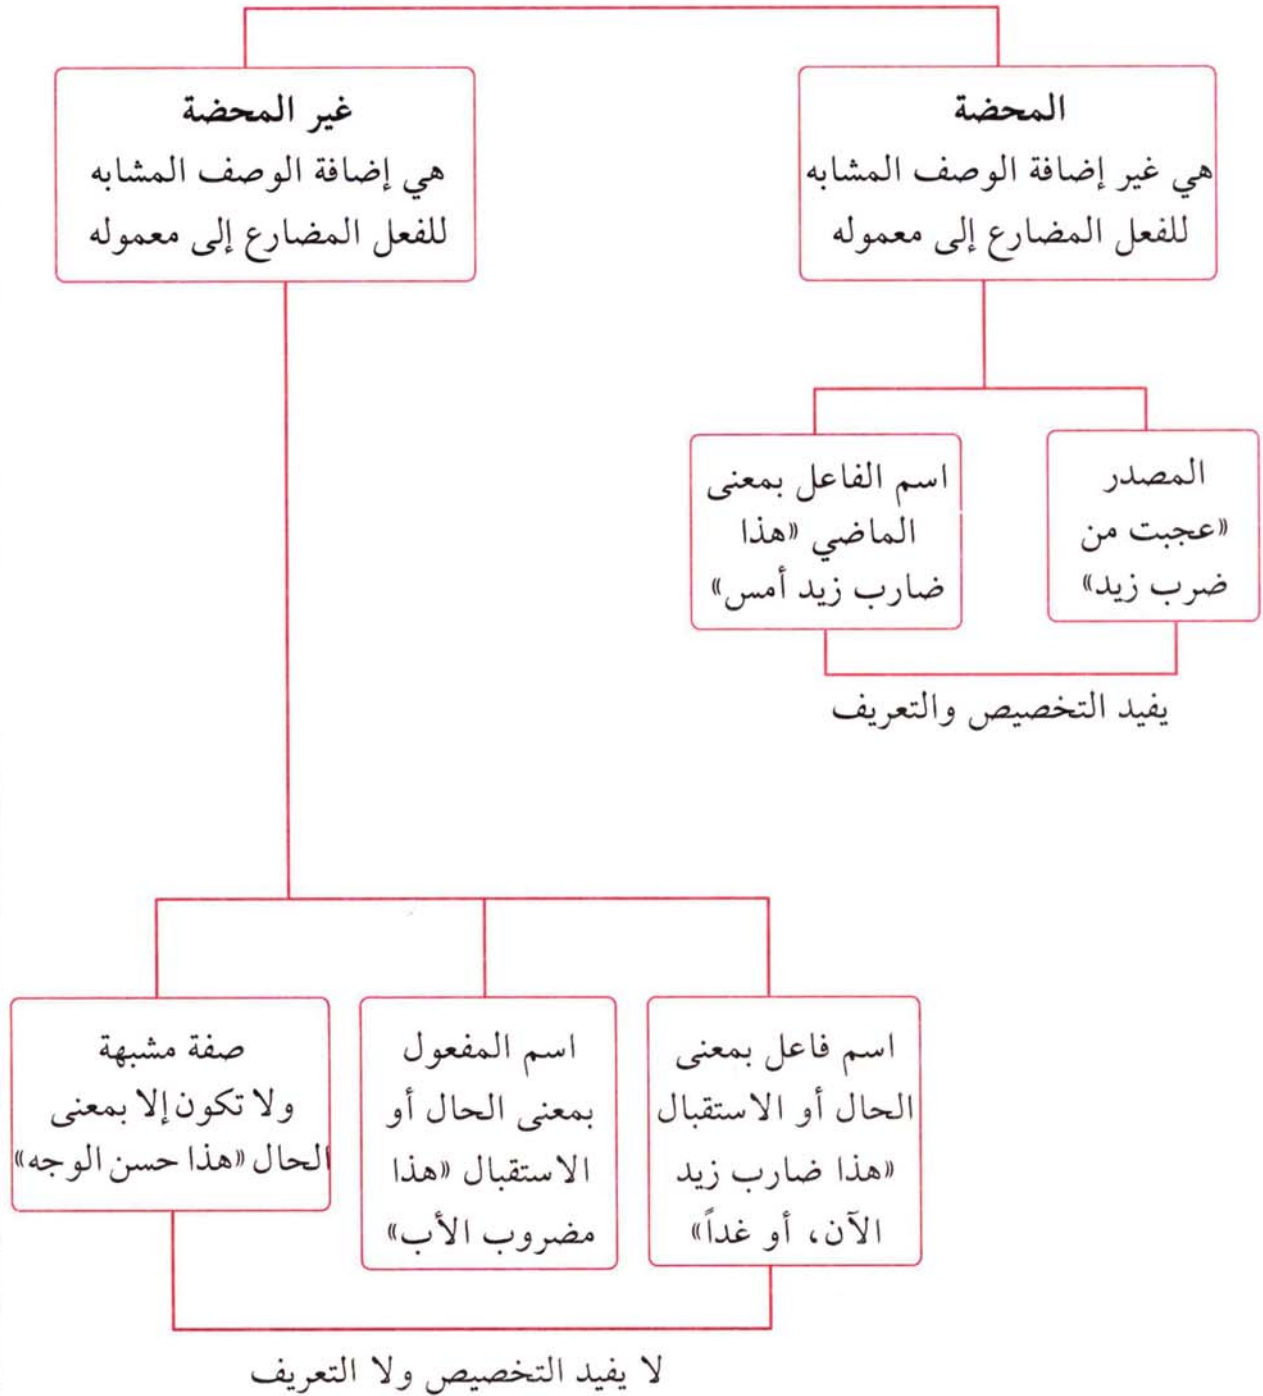 المحضة
هي غير إضافة الوصف المشابه
للفعل المضارع إلى معموله
غير المحضة
هي إضافة الوصف المشابه
للفعل المضارع إلى معموله
المصدر
«عجبت من
ضرب زيد»
اسم الفاعل بمعنى
الماضي «هذا
ضارب زيد أمس»
يفيد التخصيص والتعريف
اسم فاعل بمعنى
الحال أو الاستقبال
«هذا ضارب زيد
الآن، أو غداً»
اسم المفعول
بمعنى الحال أو
الاستقبال «هذا
مضروب الأب»
صفة مشبهة
ولا تكون إلا بمعنى
الحال «هذا حسن الوجه»
لا يفيد التخصيص ولا التعريف